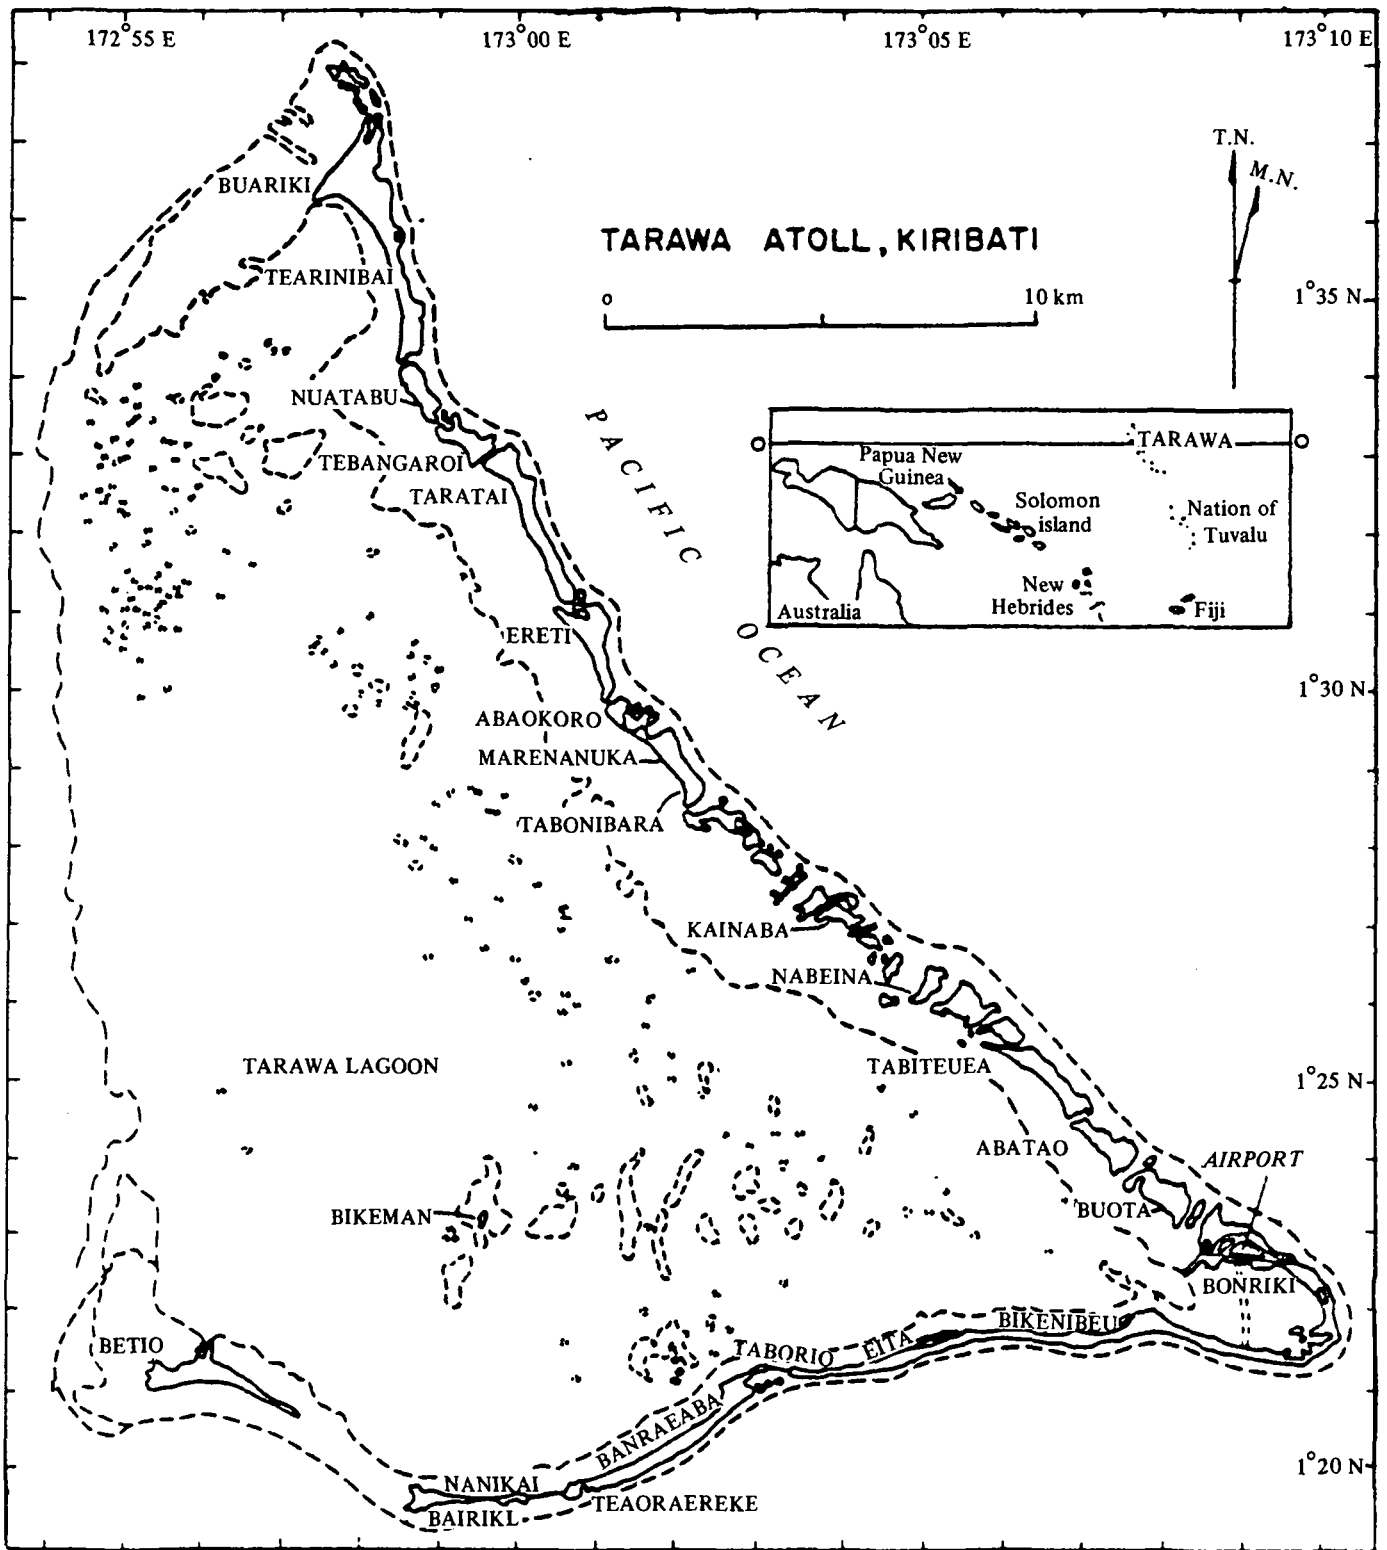 172°55 E
173°00 E
173°05 E
173°10 E
T.N.
M.N.
BUARIKI
TARAWA ATOLL, KIRIBATI
TEARINIBAI
0
10 km
1°35 N
NUATABU
PACIFIC
OCEAN
0
TARAWA
0
Papua New
Guinea
Solomon
island
Nation of
Tuvalu
New
Hebrides
Australia
Fiji
TEBANGAROI
TARATAI
ERETI
1°30 N
ABAOKORO
MARENANUKA
TABONIBARA
KAINABA
NABEINA
TARAWA LAGOON
TABITEUEA
1°25 N
ABATAO
AIRPORT
BIKEMAN
BUOTA
BONRIKI
BETIO
TABORIO
EITA
BIKENIBEU
BANRAEABA
1°20 N
NANIKAI
BAIRIKL
TEAORAEREKE